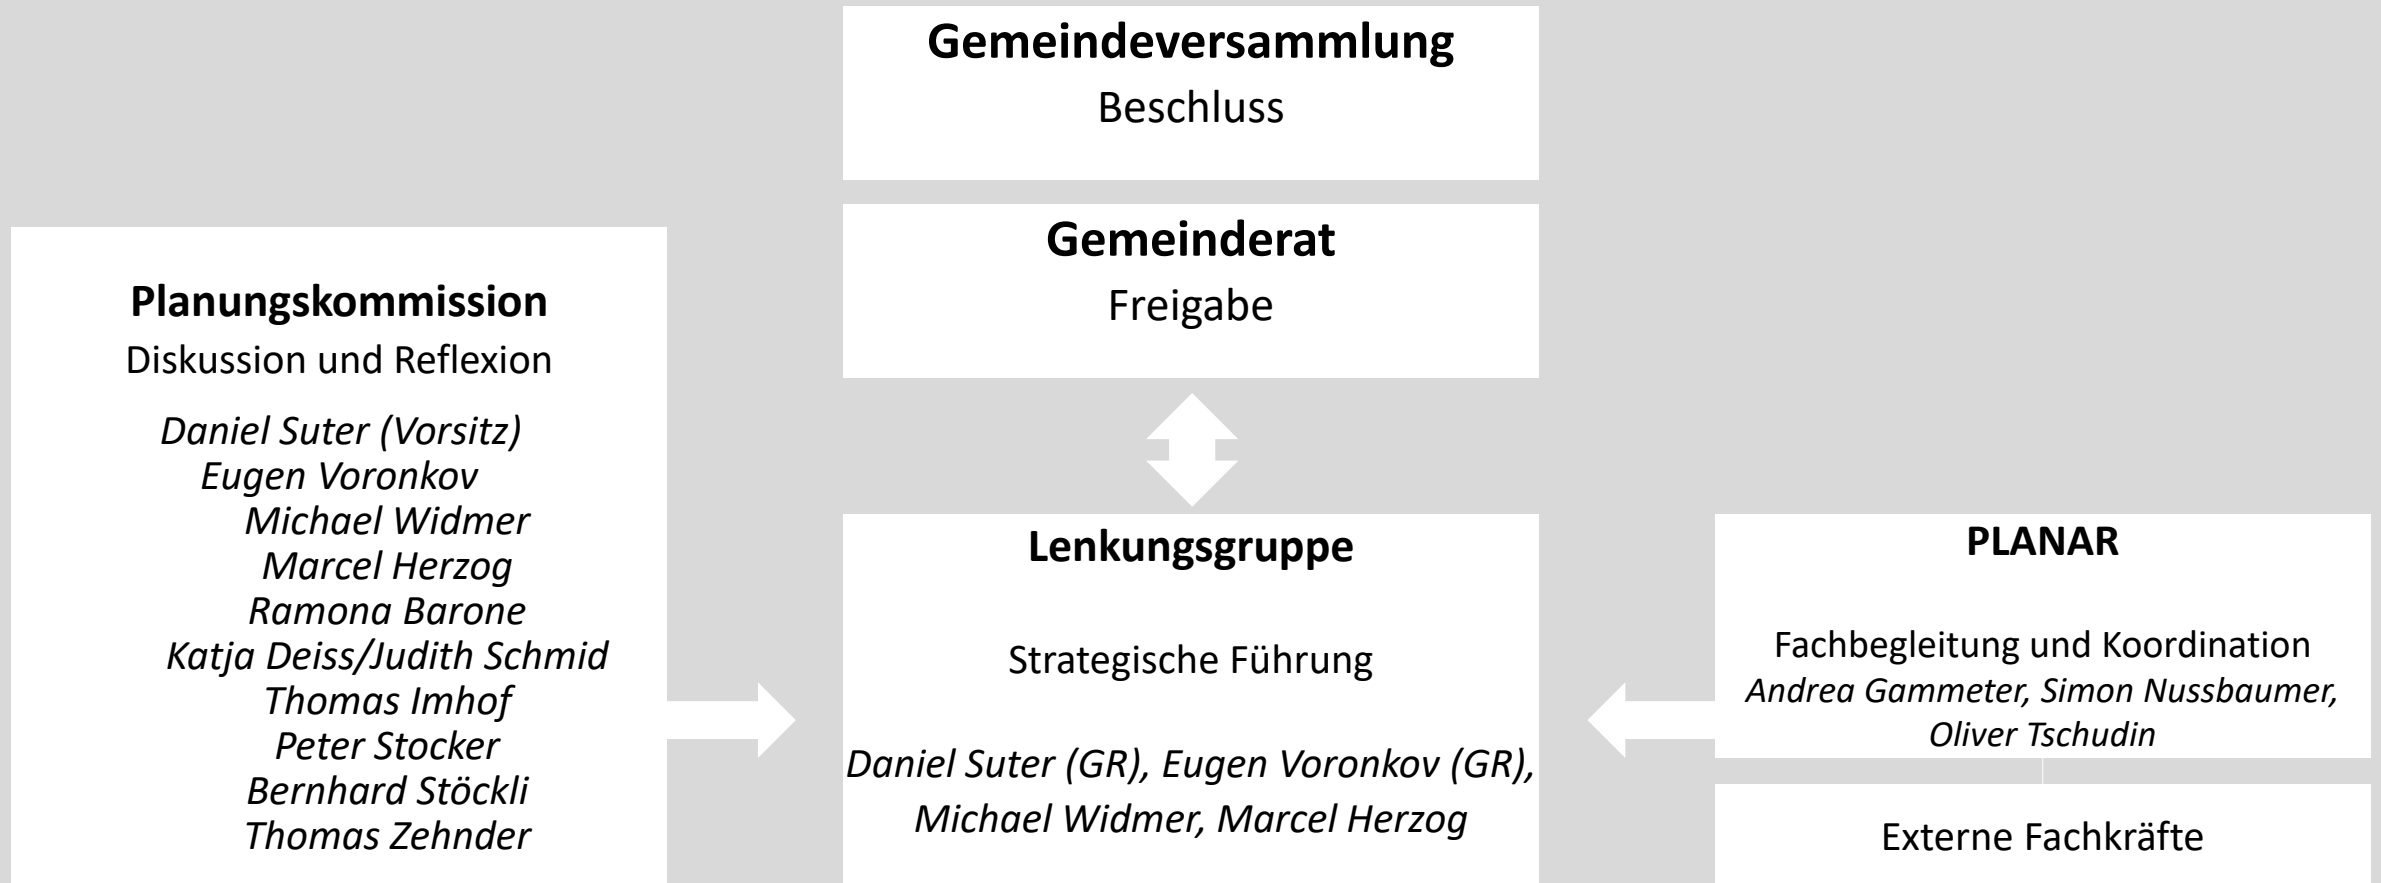 Gemeindeversammlung
Beschluss
Gemeinderat
Freigabe
Planungskommission
Diskussion und Reflexion
Daniel Suter (Vorsitz)
Eugen Voronkov
Michael Widmer
Marcel Herzog
Ramona Barone
Katja Deiss/Judith Schmid
Thomas Imhof
Peter Stocker
Bernhard Stöckli
Thomas Zehnder
Lenkungsgruppe
Strategische Führung
Daniel Suter (GR), Eugen Voronkov (GR),
Michael Widmer, Marcel Herzog
PLANAR
Fachbegleitung und Koordination
Andrea Gammeter, Simon Nussbaumer,
Oliver Tschudin
Externe Fachkräfte